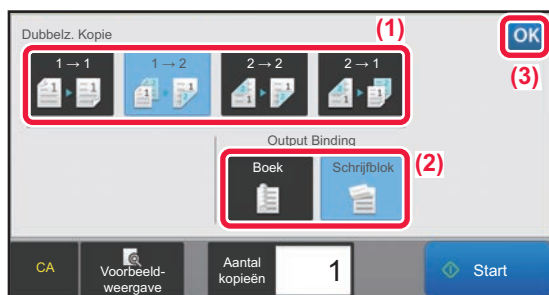 Dubbelz. Kopie
(1)
OK
(3)
1 → 1
1 → 2
2 → 2
2 → 1
Output Binding
Boek
Schrijfblok
(2)
CA
Voorbeeld-
weergave
Aantal
kopieën
1
Start